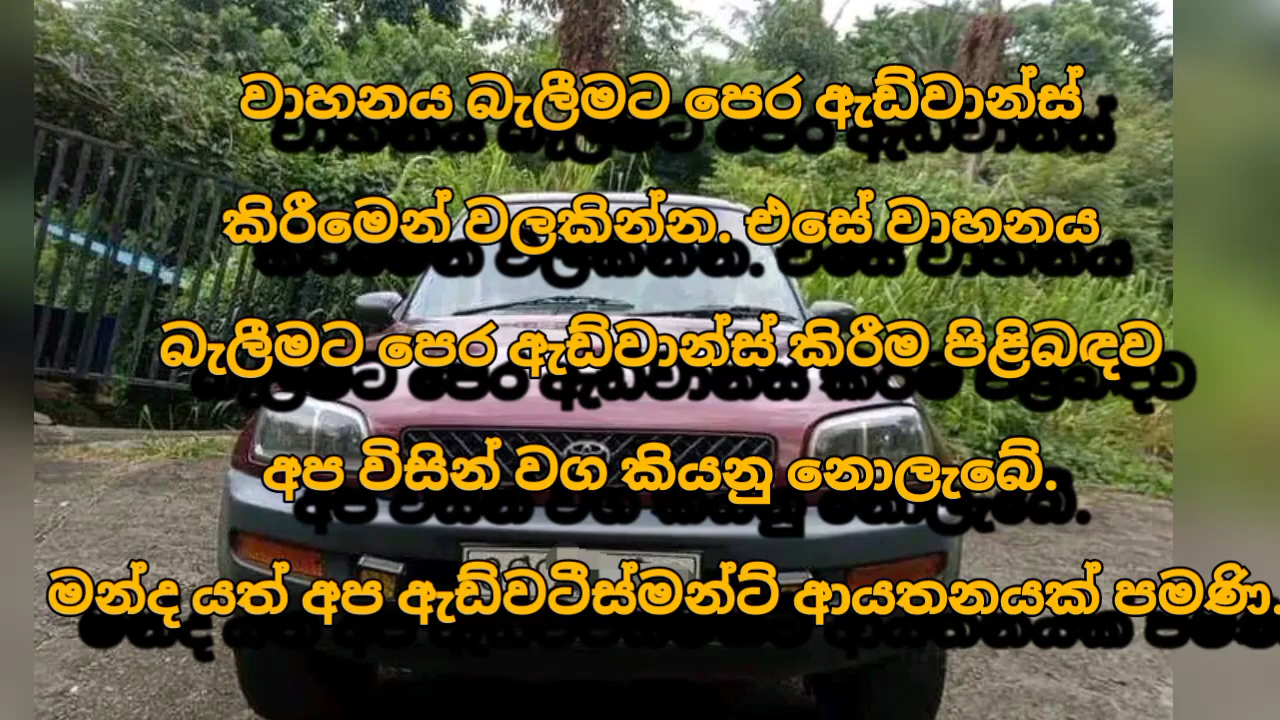 වාහනය බැලීමට පෙර ඇඩ්වාන්ස්
කිරීමෙන් වලකින්න. එසේ වාහනය
බැලීමට පෙර ඇඩ්වාන්ස් කිරීම පිළිබඳව
අප විසින් වග කියනු නොලැබේ.
මන්ද යත් අප ඇඩ්වටීස්මන්ට් ආයතනයක් පමණි.